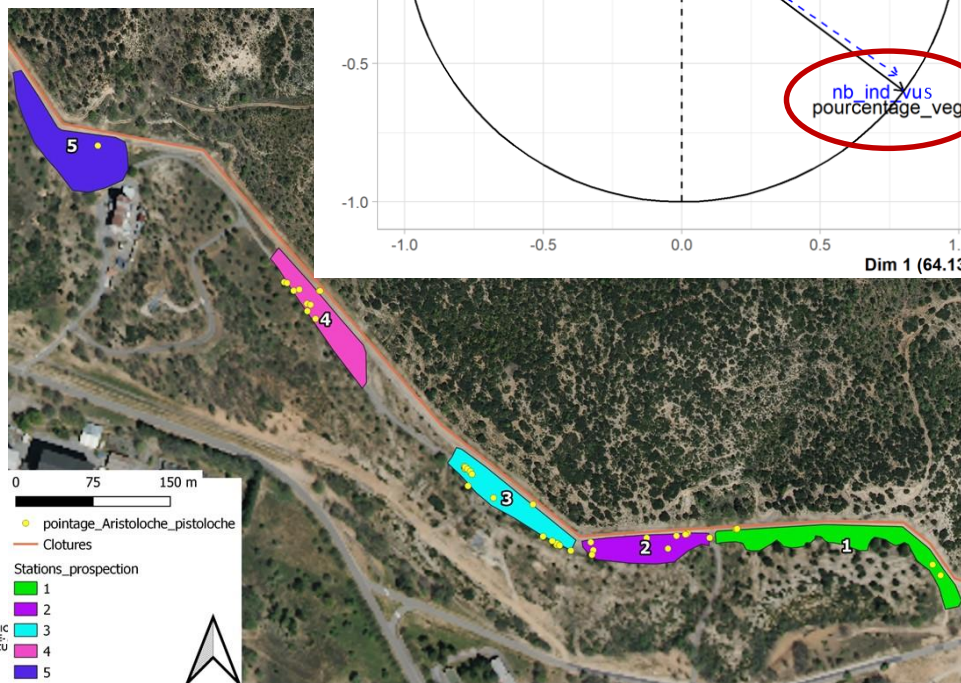 -0.5
nb_ind_vus
pourcentage_veg
-1.0
-1.0 -0.5 0.0 0.5 1.
Dim 1 (64.13
5
4
3
2
1
0 75 150 m
pointage_Aristoloche_pistoloche
Clotures
Stations_prospection
1
2
3
4
5